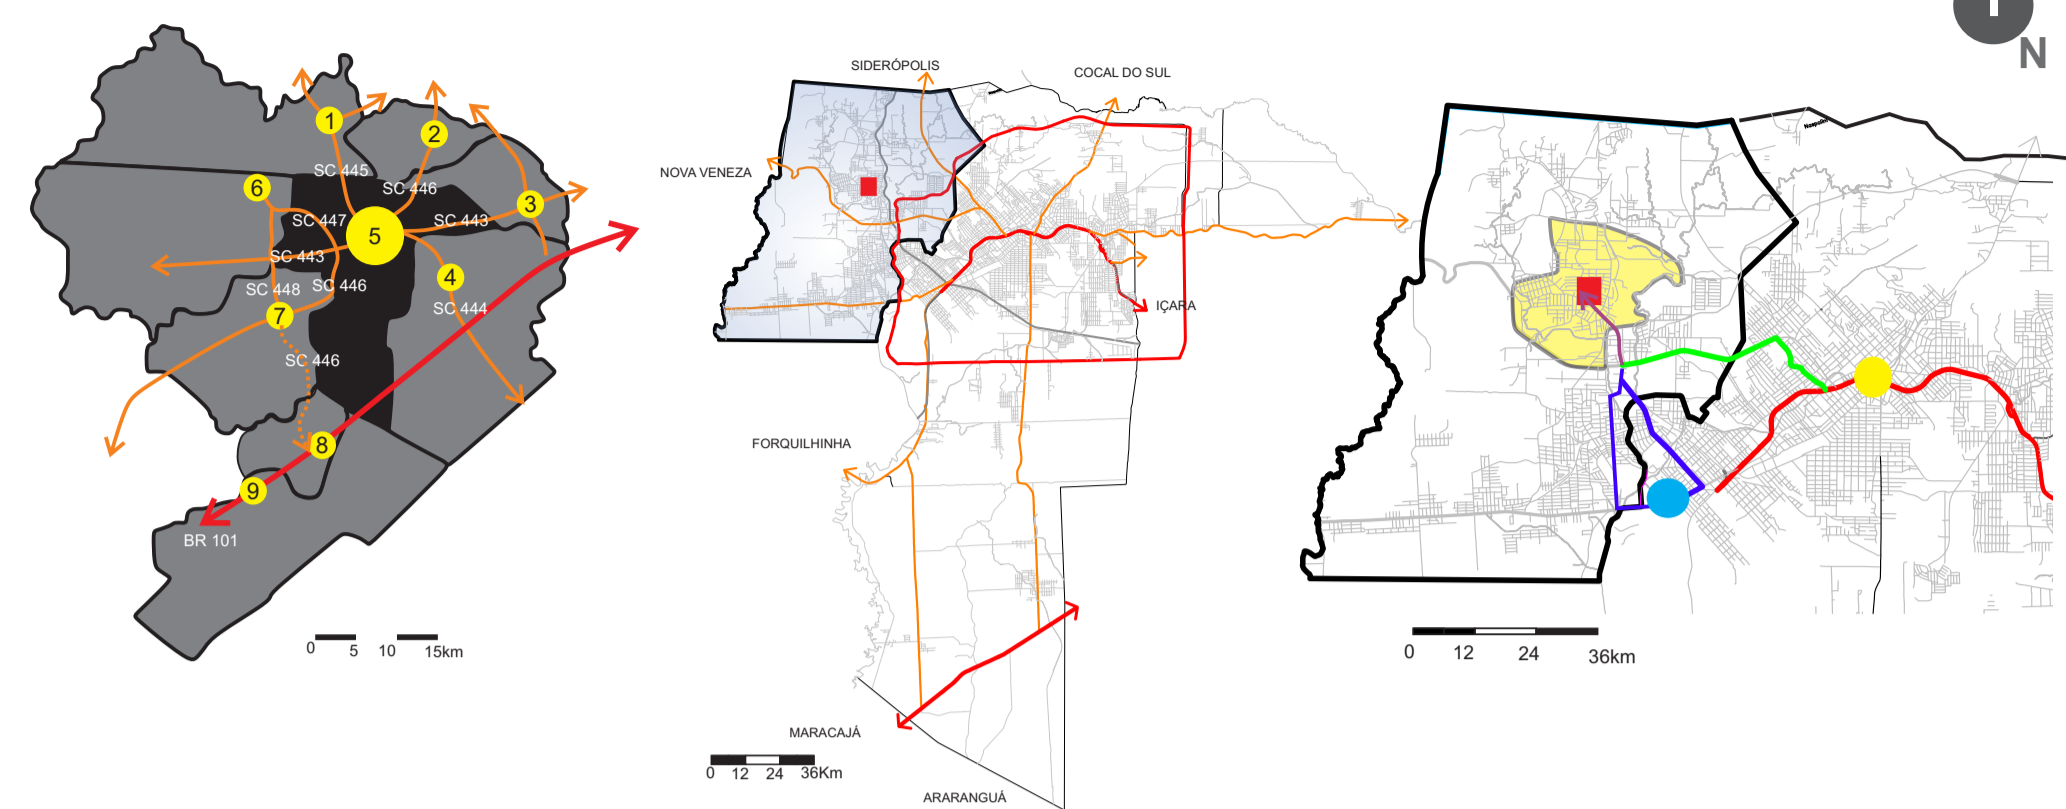 1
2
SC 445
SC 446
6
3
SC 447
SC 443
5
SC 443
4
SC 448
SC 446
SC 444
7
SC 446
8
9
BR 101
0
5
10
15km
SIDERÓPOLIS
COCAL DO SUL
NOVA VENEZA
IÇARA
FORQUILHINHA
MARACAJÁ
ARARANGUÁ
0 12 24 36Km
N
0 12 24 36km